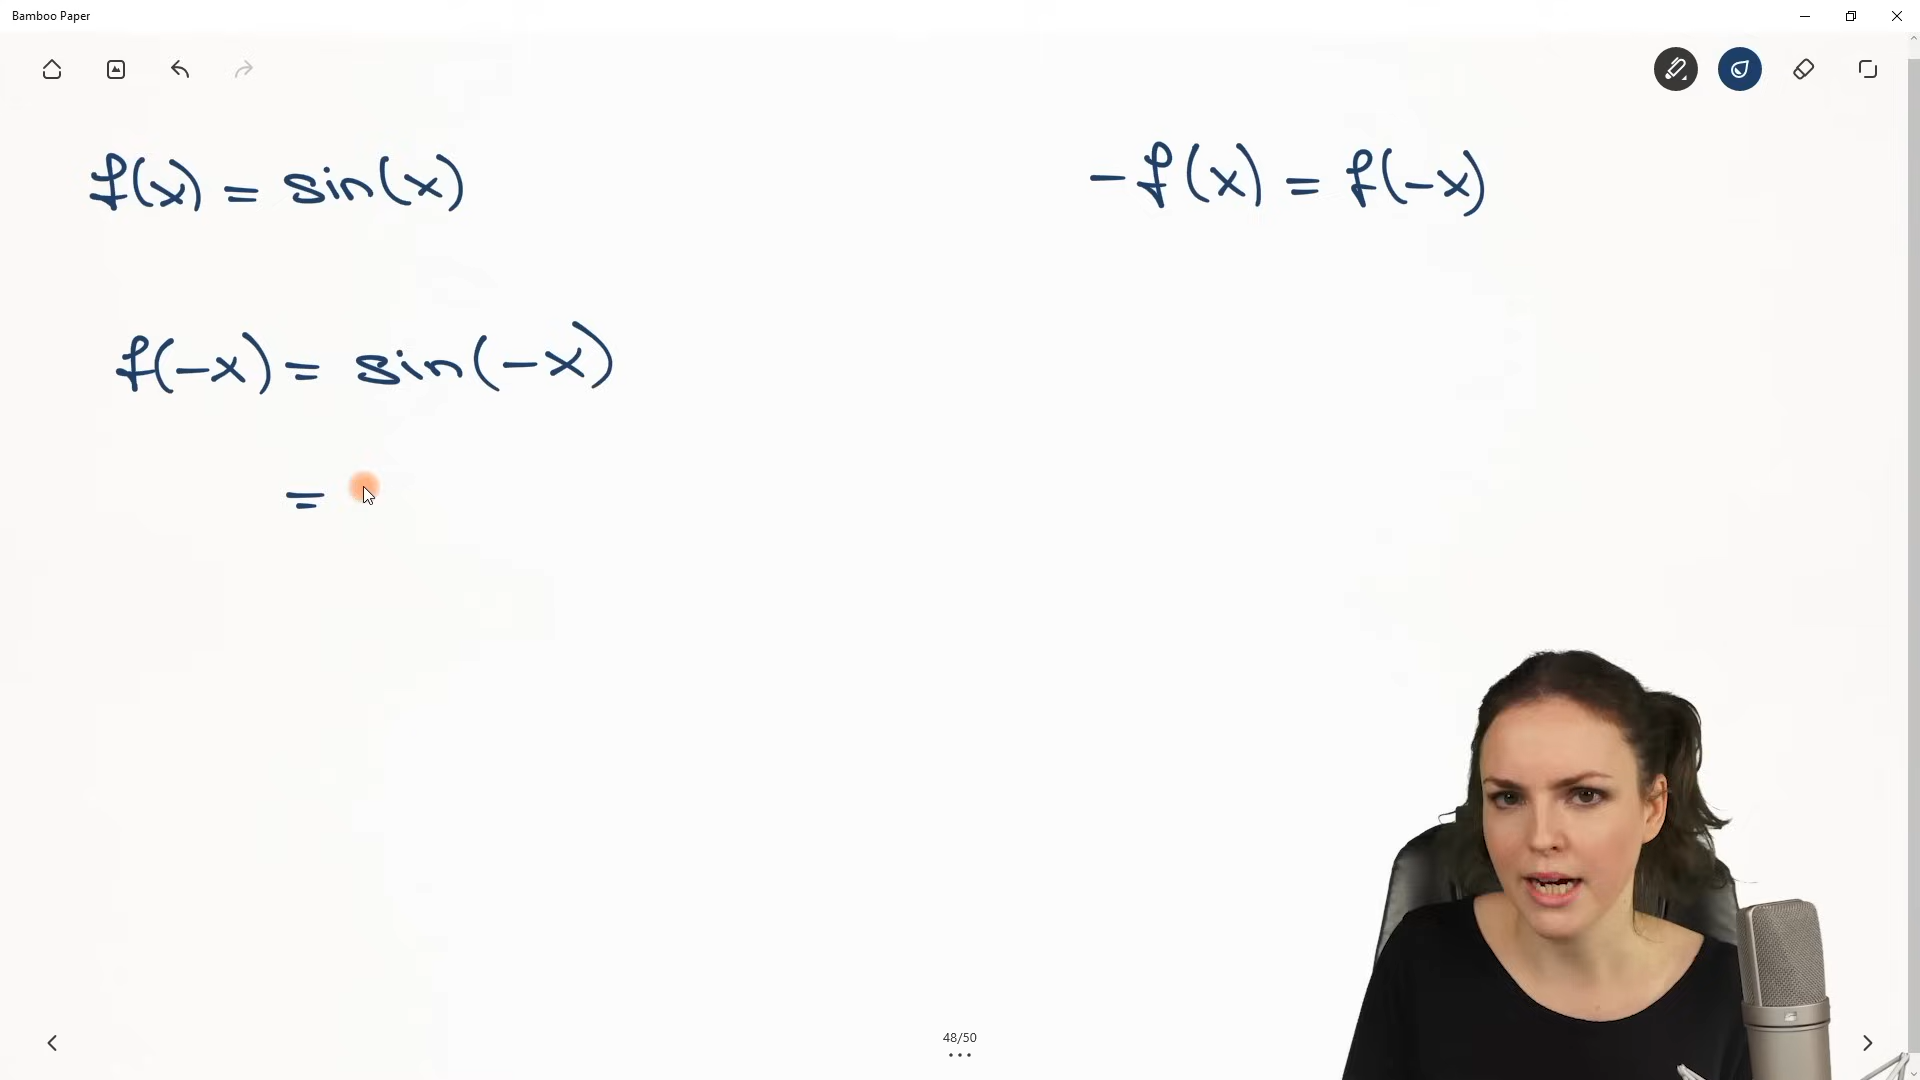 Bamboo Paper
f(x) = sin(x)
-f(x) = f(-x)
f(-x) = sin(-x)
=
48/50